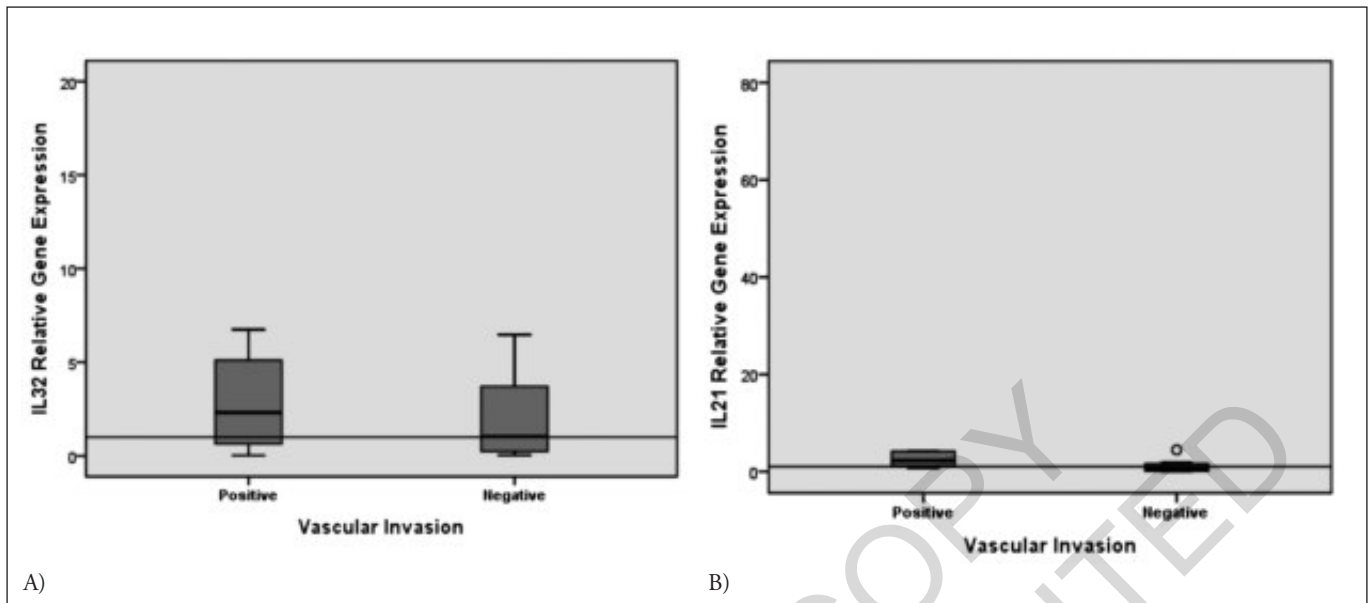 20
15
10
5
0
IL32 Relative Gene Expression
Positive
Negative
Vascular Invasion
A)
80
60
40
20
0
IL21 Relative Gene Expression
Positive
Negative
Vascular Invasion
B)
COPY